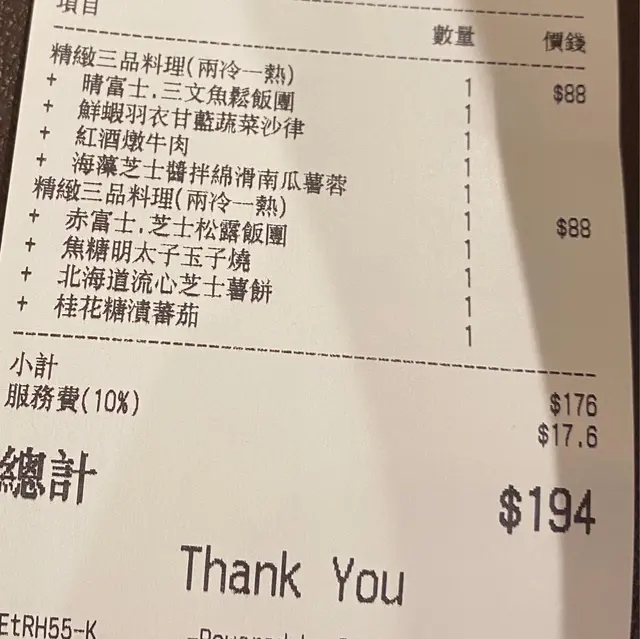 項目 數量 價錢
精緻三品料理(兩冷一熱) 1 $88
+ 晴富士.三文魚鬆飯團 1
+ 鮮蝦羽衣甘藍蔬菜沙律 1
+ 紅酒燉牛肉 1
+ 海藻芝士醬拌綿滑南瓜薯蓉 1
精緻三品料理(兩冷一熱) 1 $88
+ 赤富士.芝士松露飯團 1
+ 焦糖明太子玉子燒 1
+ 北海道流心芝士薯餅 1
+ 桂花糖漬蕃茄 1
小計 $176
服務費(10%) $17.6
總計 $194
Thank You
EtRH55-K